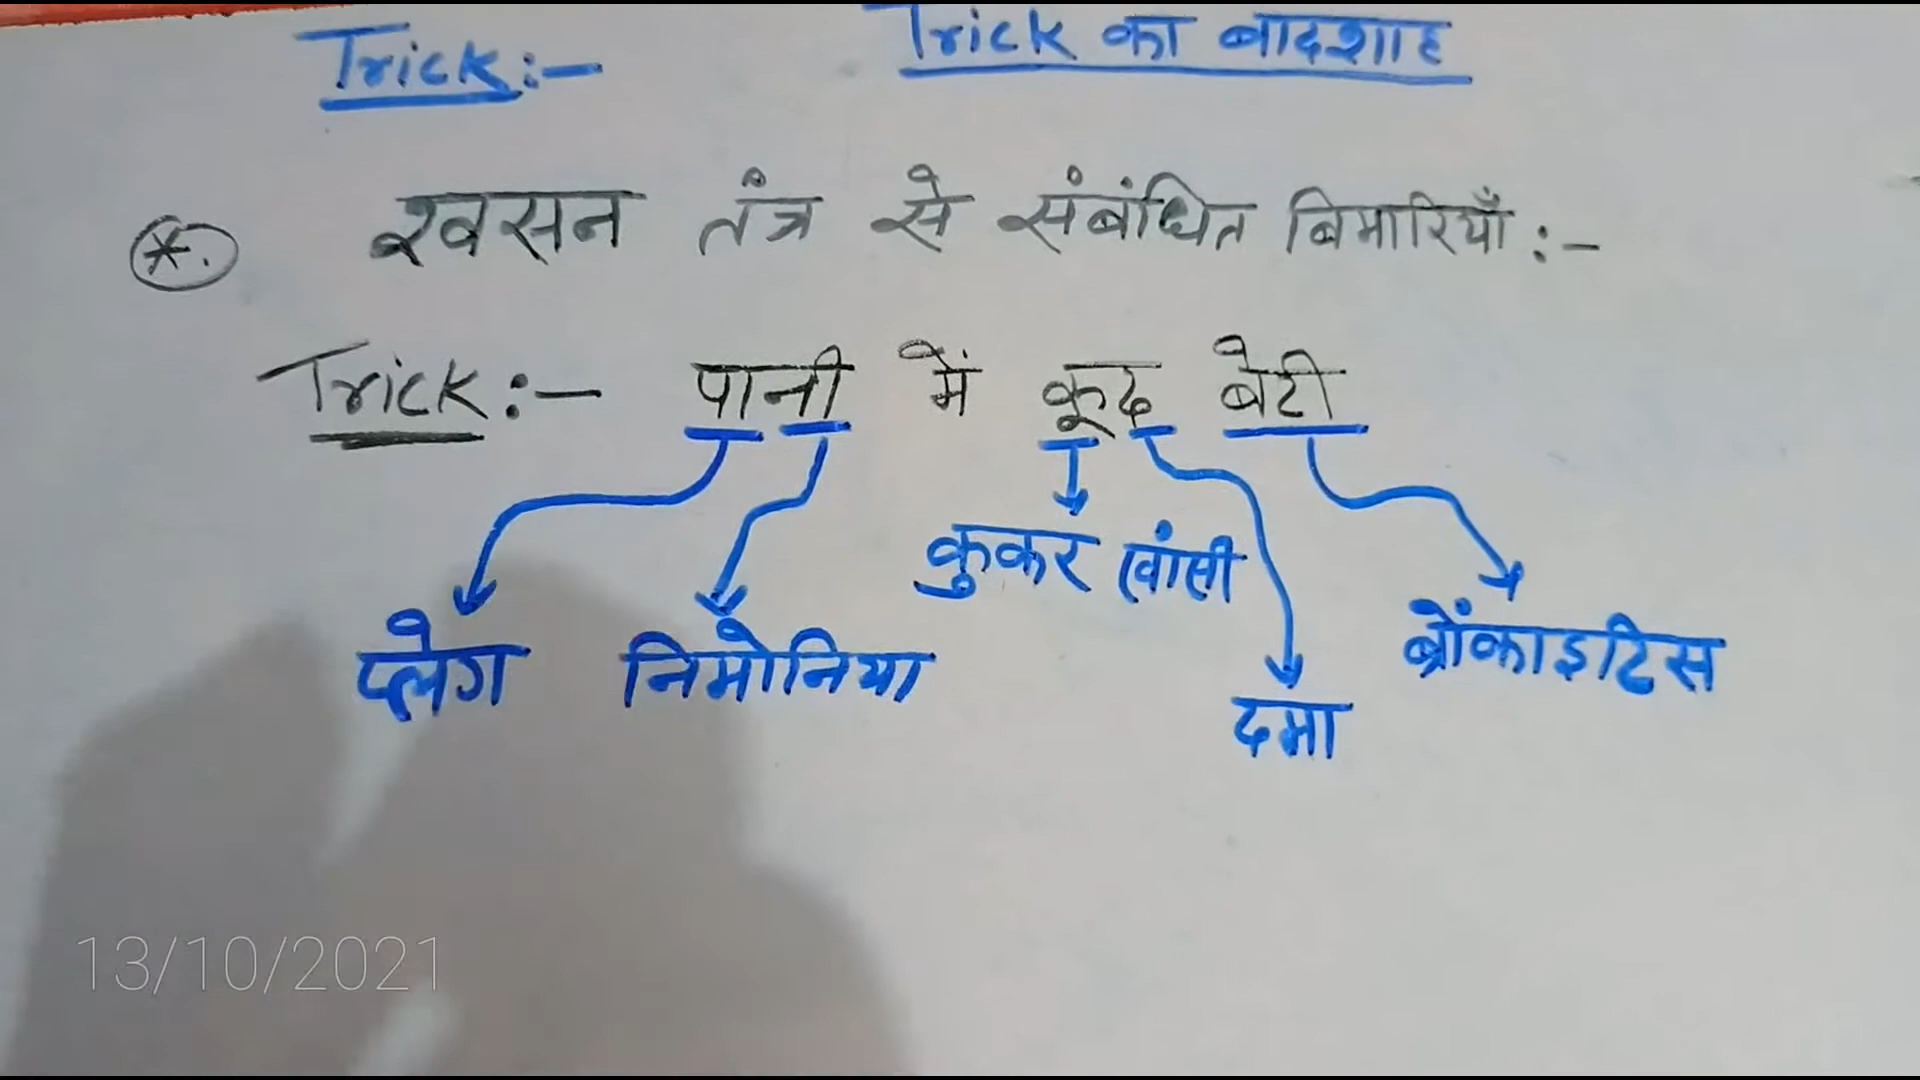 Trick:- Trick का बादशाह
*. श्वसन तंत्र से संबंधित बिमारियाँ :-
Trick:- पानी में कूद बेटी
कुकर खांसी
प्लेग निमोनिया ब्रोंकाइटिस
दमा
13/10/2021